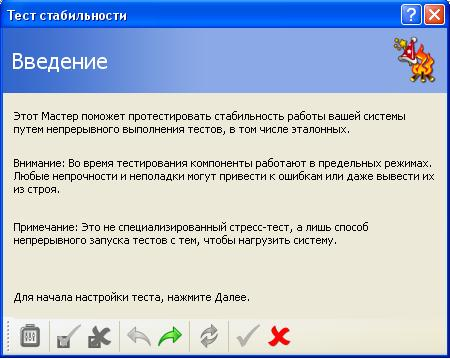 Тест стабильности
Введение
Этот Мастер поможет протестировать стабильность работы вашей системы
путем непрерывного выполнения тестов, в том числе эталонных.
Внимание: Во время тестирования компоненты работают в предельных режимах.
Любые непрочности и неполадки могут привести к ошибкам или даже вывести их
из строя.
Примечание: Это не специализированный стресс-тест, а лишь способ
непрерывного запуска тестов с тем, чтобы нагрузить систему.
Для начала настройки теста, нажмите Далее.